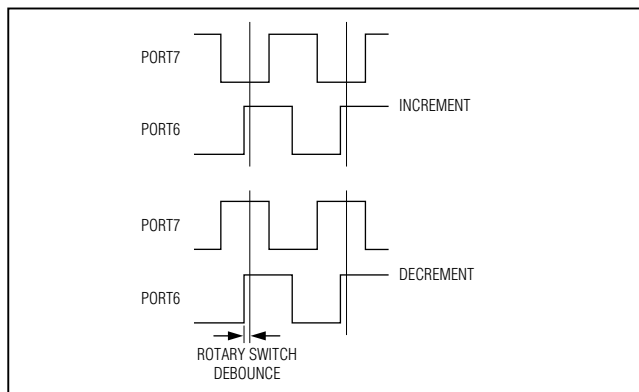 PORT7
PORT6
INCREMENT
PORT7
PORT6
DECREMENT
ROTARY SWITCH
DEBOUNCE